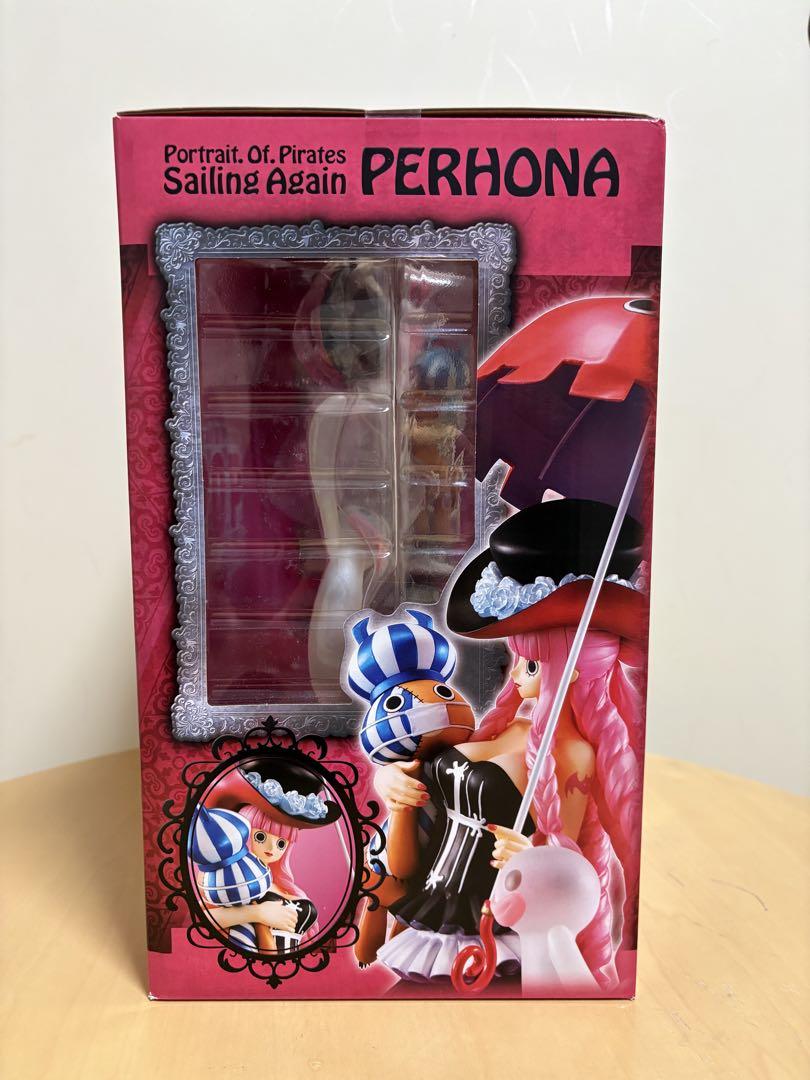 Portrait. Of. Pirates
Sailing Again PERHONA